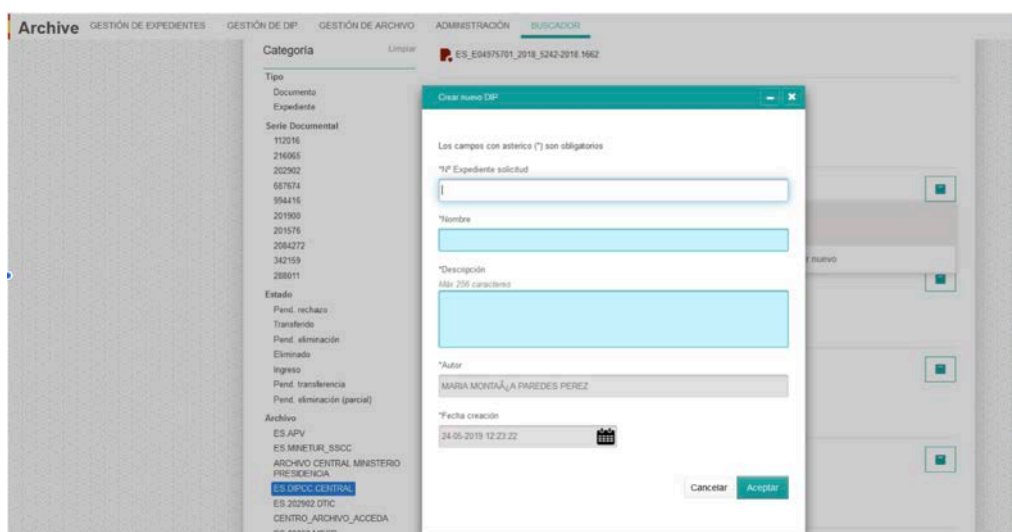 Archive
GESTIÓN DE EXPEDIENTES
GESTIÓN DE DIP
GESTIÓN DE ARCHIVO
ADMINISTRACIÓN
BUSCADOR
Categoría
Limpiar
Tipo
Documento
Expediente
Serie Documental
112016
216065
202902
687674
994416
201900
201576
2084272
342169
288011
Estado
Pend. rechazo
Transferido
Pend. eliminación
Eliminado
Ingreso
Pend. transferencia
Pend. eliminación (parcial)
Archivo
ES.APV
ES.MINETUR_SSCC
ARCHIVO CENTRAL MINISTERIO
PRESIDENCIA
ES.DIPCC.CENTRAL
ES.202902.DTIC
CENTRO_ARCHIVO_ACCEDA
ES_E04975701_2018_5242-2018.1662
Crear nuevo DIP
Los campos con asterico (*) son obligatorios
*Nº Expediente solicitud
*Nombre
*Descripción
Máx 256 caracteres
*Autor
MARIA MONTAÃ¿A PAREDES PEREZ
*Fecha creación
24-05-2019 12:23:22
Cancelar
Aceptar
nuevo